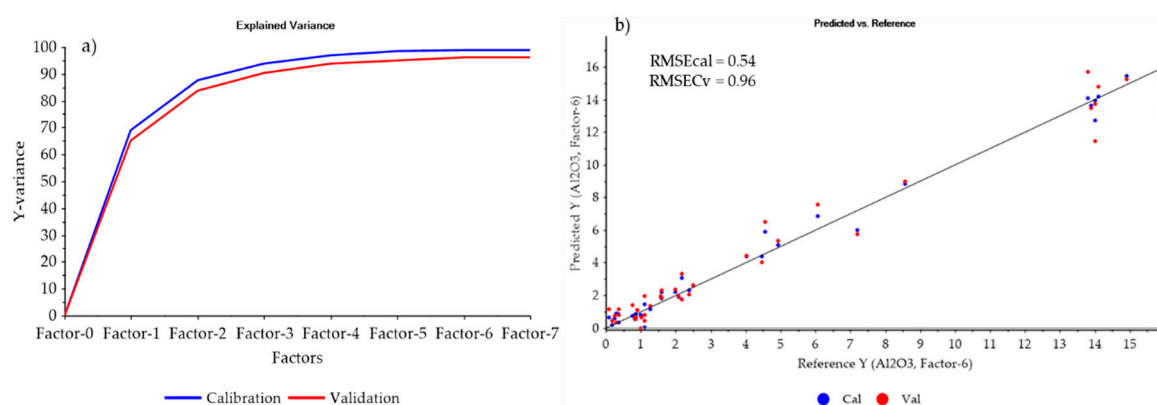 Explained Variance
a)
100
90
80
70
60
50
40
30
20
10
0
Y-variance
Factor-0 Factor-1 Factor-2 Factor-3 Factor-4 Factor-5 Factor-6 Factor-7
Factors
Calibration Validation
Predicted vs. Reference
b)
RMSEcal = 0.54
RMSECv = 0.96
16
14
12
10
8
6
4
2
0
Predicted Y (Al2O3, Factor-6)
0 1 2 3 4 5 6 7 8 9 10 11 12 13 14 15
Reference Y (Al2O3, Factor-6)
Cal Val